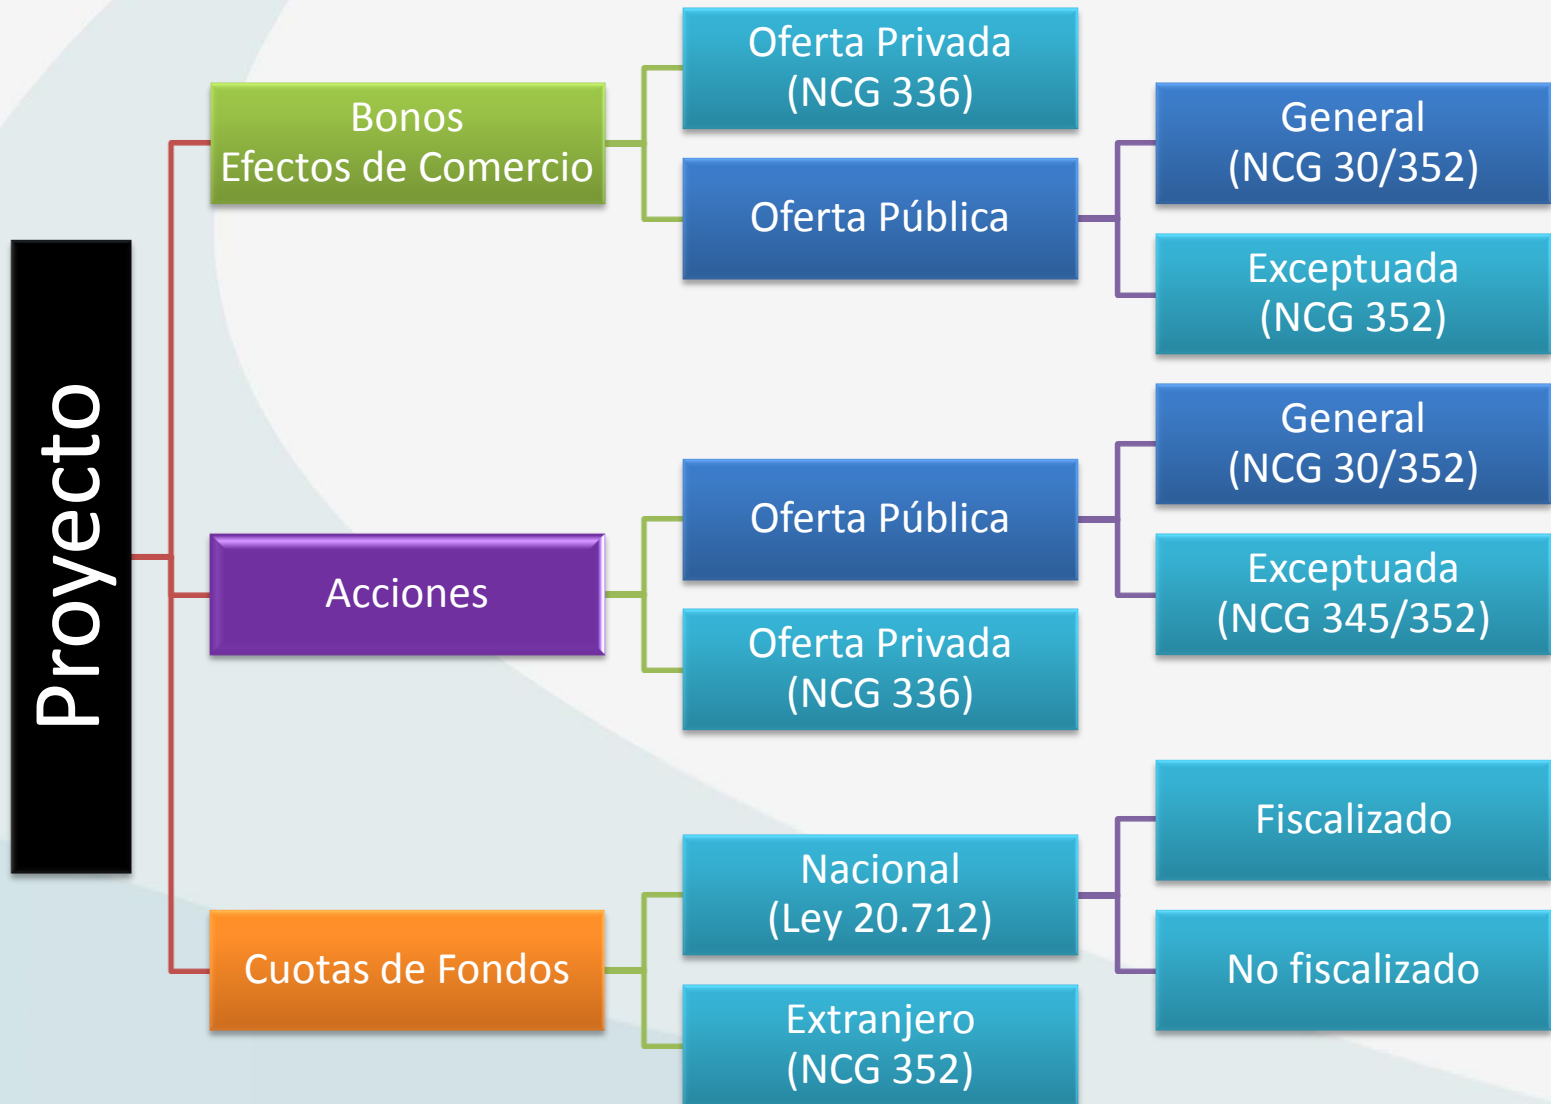 Proyecto
Bonos
Efectos de Comercio
Oferta Privada
(NCG 336)
Oferta Pública
General
(NCG 30/352)
Exceptuada
(NCG 352)
Acciones
Oferta Pública
General
(NCG 30/352)
Exceptuada
(NCG 345/352)
Oferta Privada
(NCG 336)
Cuotas de Fondos
Nacional
(Ley 20.712)
Fiscalizado
No fiscalizado
Extranjero
(NCG 352)